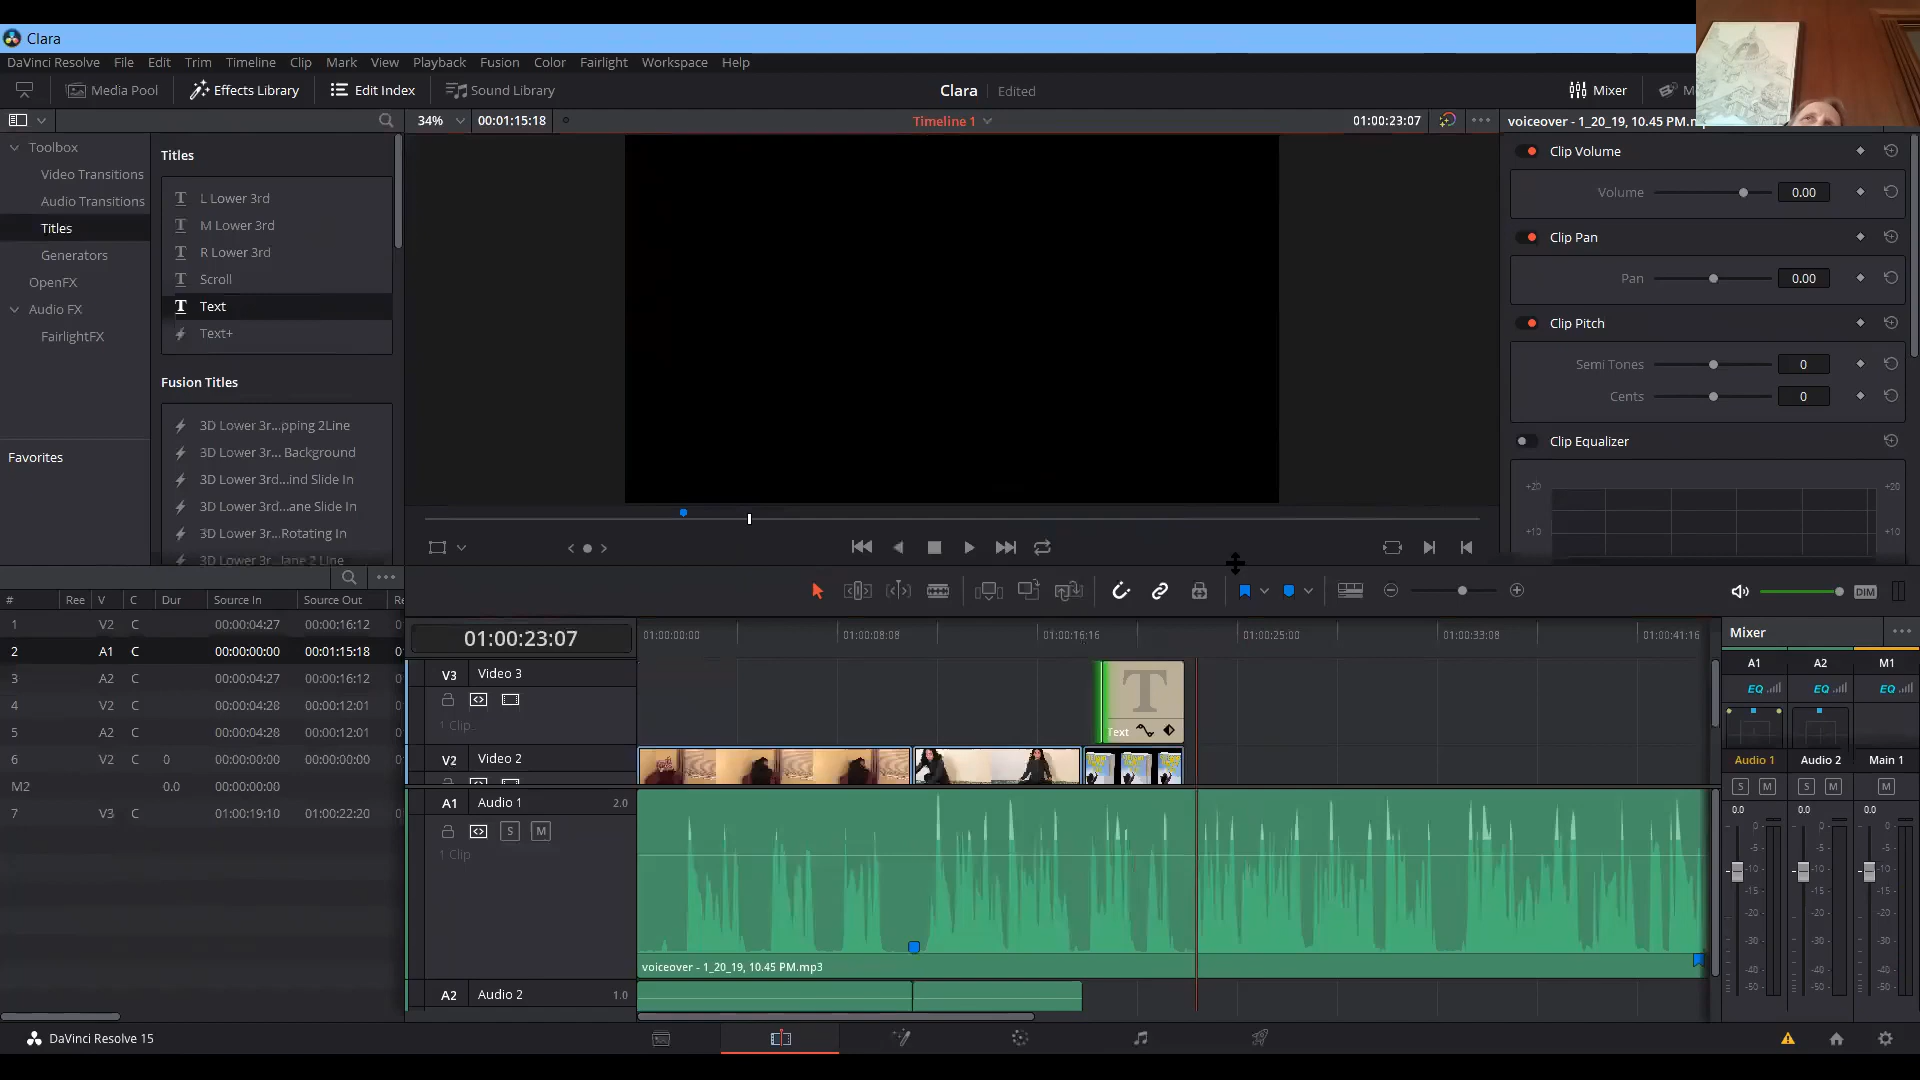 Clara
DaVinci Resolve File Edit Trim Timeline Clip Mark View Playback Fusion Color Fairlight Workspace Help
Media Pool Effects Library Edit Index Sound Library Clara Edited Mixer
34% 00:01:15:18 Timeline 1 01:00:23:07 voiceover - 1_20_19, 10.45 PM.m
Toolbox
Video Transitions
Audio Transitions
Titles
Generators
OpenFX
Audio FX
FairlightFX
Favorites
Titles
L Lower 3rd
M Lower 3rd
R Lower 3rd
Scroll
Text
Text+
Fusion Titles
3D Lower 3r...pping 2Line
3D Lower 3r... Background
3D Lower 3rd...ind Slide In
3D Lower 3rd...ane Slide In
3D Lower 3r...Rotating In
3D Lower 3r...lane 2 Line
Clip Volume
Volume 0.00
Clip Pan
Pan 0.00
Clip Pitch
Semi Tones 0
Cents 0
Clip Equalizer
+20 +20
+10 +10
DIM
# Ree V C Dur Source In Source Out Re
1 V2 C 00:00:04:27 00:00:16:12 01
2 A1 C 00:00:00:00 00:01:15:18 01
3 A2 C 00:00:04:27 00:00:16:12 01
4 V2 C 00:00:04:28 00:00:12:01 01
5 A2 C 00:00:04:28 00:00:12:01 01
6 V2 C 0 00:00:00:00 00:00:00:00 01
M2 0.0 00:00:00:00
7 V3 C 01:00:19:10 01:00:22:20 01
01:00:23:07
01:00:00:00 01:00:08:08 01:00:16:16 01:00:25:00 01:00:33:08 01:00:41:16
V3 Video 3
1 Clip
T
Text
V2 Video 2
A1 Audio 1 2.0
S M
1 Clip
voiceover - 1_20_19, 10.45 PM.mp3
A2 Audio 2 1.0
Mixer
A1 A2 M1
EQ EQ EQ
Audio 1 Audio 2 Main 1
S M S M M
0.0 0.0 0.0
0 0 0
-5 -5 -5
-10 -10 -10
-15 -15 -15
-20 -20 -20
-30 -30 -30
-40 -40 -40
-50 -50 -50
DaVinci Resolve 15